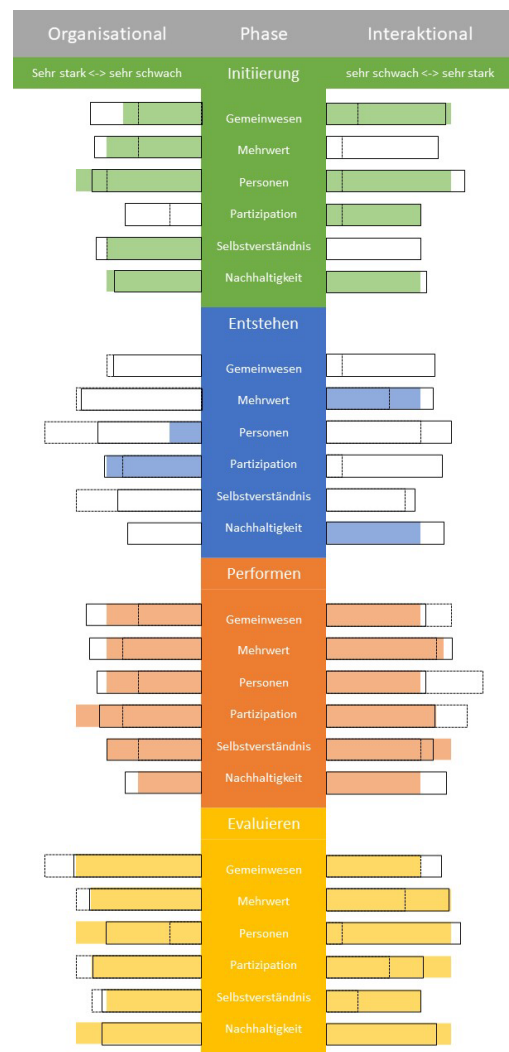 Organisational Phase Interaktional
Sehr stark <-> sehr schwach Initiierung sehr schwach <-> sehr stark
Gemeinwesen
Mehrwert
Personen
Partizipation
Selbstverständnis
Nachhaltigkeit
Entstehen
Gemeinwesen
Mehrwert
Personen
Partizipation
Selbstverständnis
Nachhaltigkeit
Performen
Gemeinwesen
Mehrwert
Personen
Partizipation
Selbstverständnis
Nachhaltigkeit
Evaluieren
Gemeinwesen
Mehrwert
Personen
Partizipation
Selbstverständnis
Nachhaltigkeit